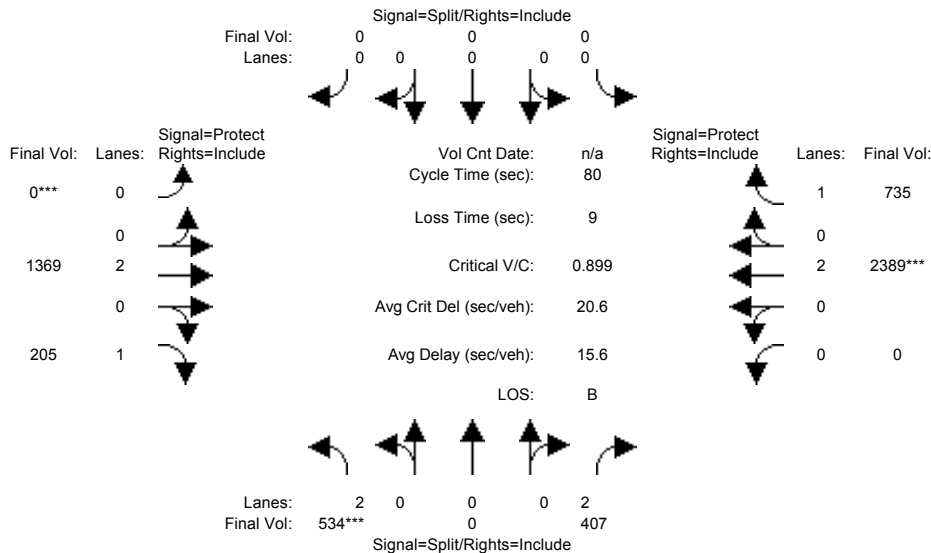 Signal=Split/Rights=Include
Final Vol: 0 0 0
Lanes: 0 0 0 0 0
Signal=Protect Signal=Protect
Final Vol: Lanes: Rights=Include Vol Cnt Date: n/a Rights=Include Lanes: Final Vol:
Cycle Time (sec): 80
0*** 0 1 735
Loss Time (sec): 9
0 0
1369 2 Critical V/C: 0.899 2 2389***
0 Avg Crit Del (sec/veh): 20.6 0
205 1 Avg Delay (sec/veh): 15.6 0 0
LOS: B
Lanes: 2 0 0 0 2
Final Vol: 534*** 0 407
Signal=Split/Rights=Include